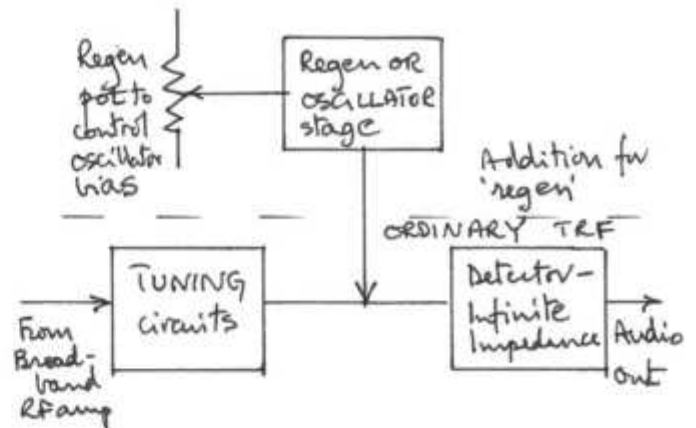 Regen
pot to
control
oscillator
bias
Regen OR
OSCILLATOR
stage
Addition for
'regen'
ORDINARY TRF
TUNING
Circuits
Detector-
Infinite
Impedance
From
Broad-
band
RF amp
Audio
Out